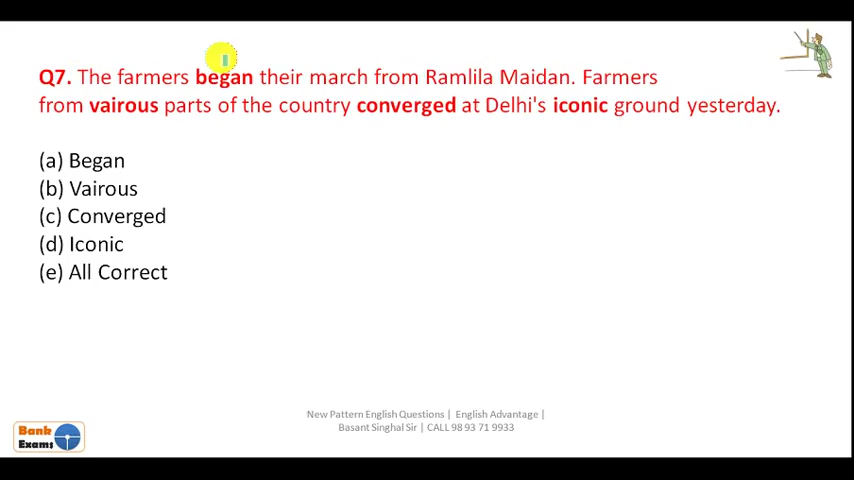 Q7. The farmers began their march from Ramlila Maidan. Farmers
from vairous parts of the country converged at Delhi's iconic ground yesterday.
(a) Began
(b) Vairous
(c) Converged
(d) Iconic
(e) All Correct
New Pattern English Questions | English Advantage |
Basant Singhal Sir | CALL 98 93 71 9933
Bank
Exams